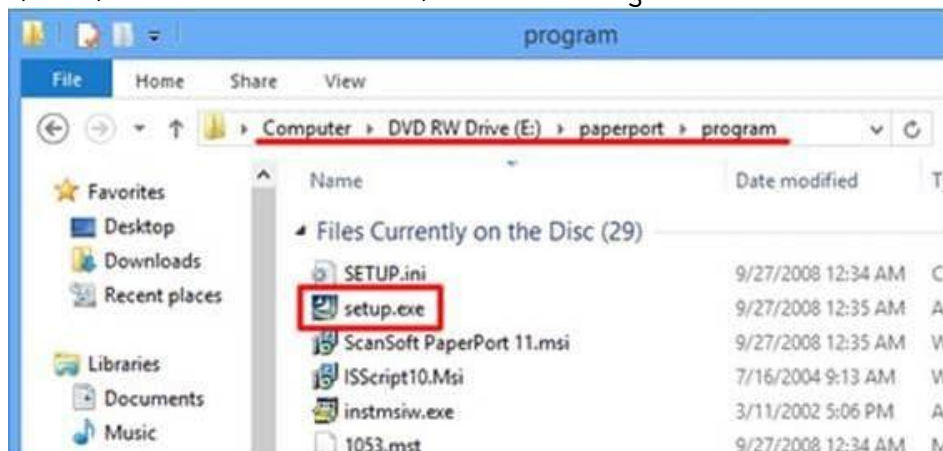 program
File Home Share View
Computer DVD RW Drive (E:) paperport program
Name Date modified T
Favorites
Desktop
Downloads
Recent places
Libraries
Documents
Music
Files Currently on the Disc (29)
SETUP.ini 9/27/2008 12:34 AM C
setup.exe 9/27/2008 12:35 AM A
ScanSoft PaperPort 11.msi 9/27/2008 12:35 AM W
ISScript10.Msi 7/16/2004 9:13 AM W
instmsiw.exe 3/11/2002 5:06 PM A
1053.mst 9/27/2008 12:34 AM M